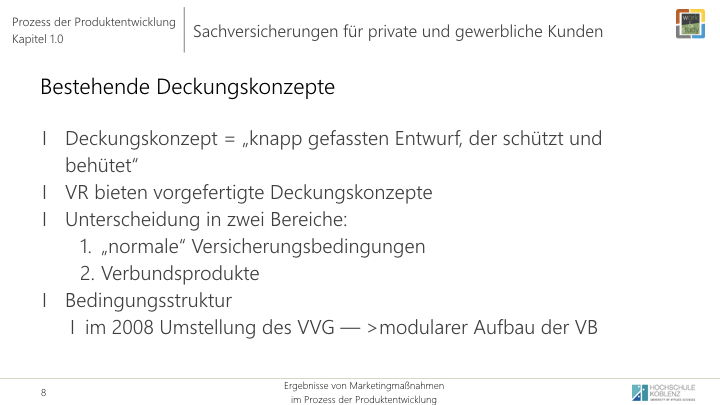 Prozess der Produktentwicklung
Kapitel 1.0
Sachversicherungen für private und gewerbliche Kunden
work
study
Bestehende Deckungskonzepte
l Deckungskonzept = „knapp gefassten Entwurf, der schützt und
behütet“
l VR bieten vorgefertigte Deckungskonzepte
l Unterscheidung in zwei Bereiche:
1. „normale“ Versicherungsbedingungen
2. Verbundsprodukte
l Bedingungsstruktur
l im 2008 Umstellung des VVG — >modularer Aufbau der VB
8
Ergebnisse von Marketingmaßnahmen
im Prozess der Produktentwicklung
HOCHSCHULE
KOBLENZ
UNIVERSITY OF APPLIED SCIENCES